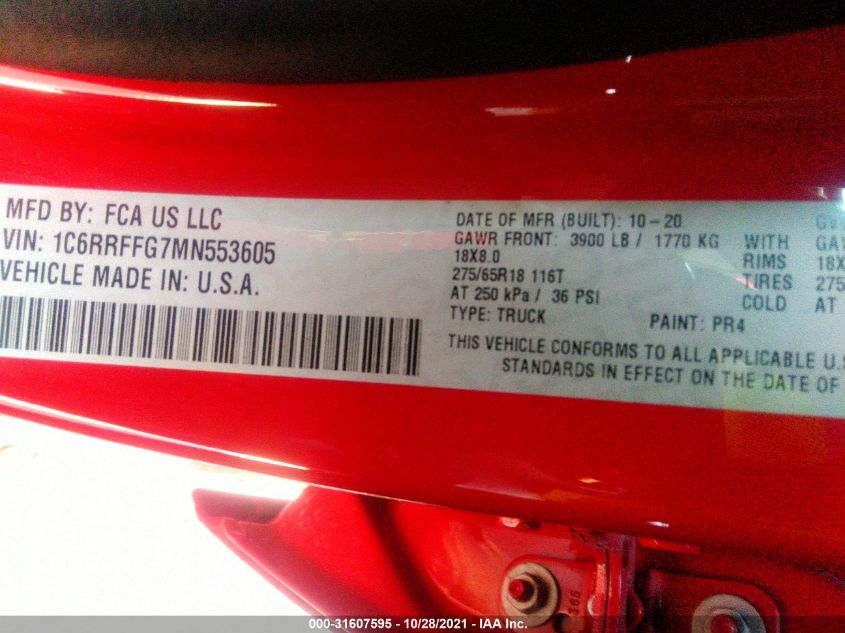 MFD BY: FCA US LLC
VIN: 1C6RRFFG7MN553605
VEHICLE MADE IN: U.S.A.
DATE OF MFR (BUILT): 10-20
GAWR FRONT: 3900 LB / 1770 KG WITH
18X8.0 RIMS 18X
275/65R18 116T TIRES 275
AT 250 kPa / 36 PSI COLD AT
TYPE: TRUCK PAINT: PR4
THIS VEHICLE CONFORMS TO ALL APPLICABLE U.S
STANDARDS IN EFFECT ON THE DATE OF
000-31607595 - 10/28/2021 - IAA Inc.